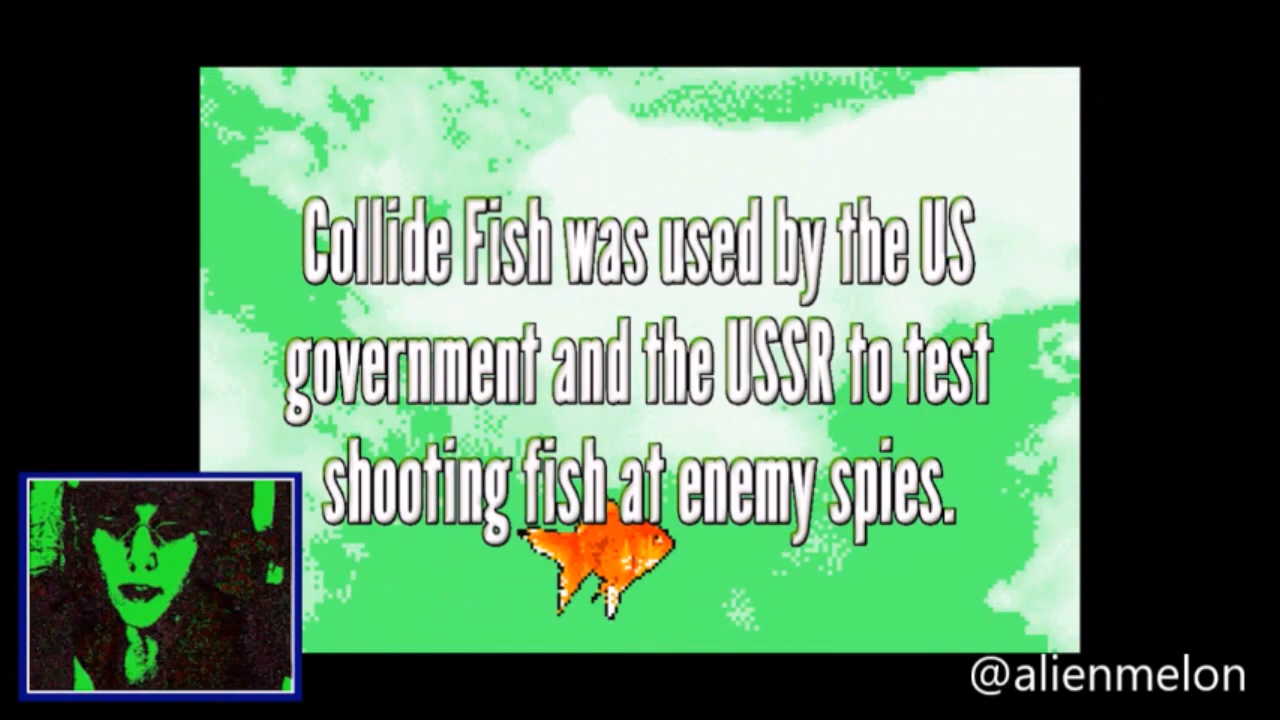 Collide Fish was used by the US
government and the USSR to test
shooting fish at enemy spies.
@alienmelon